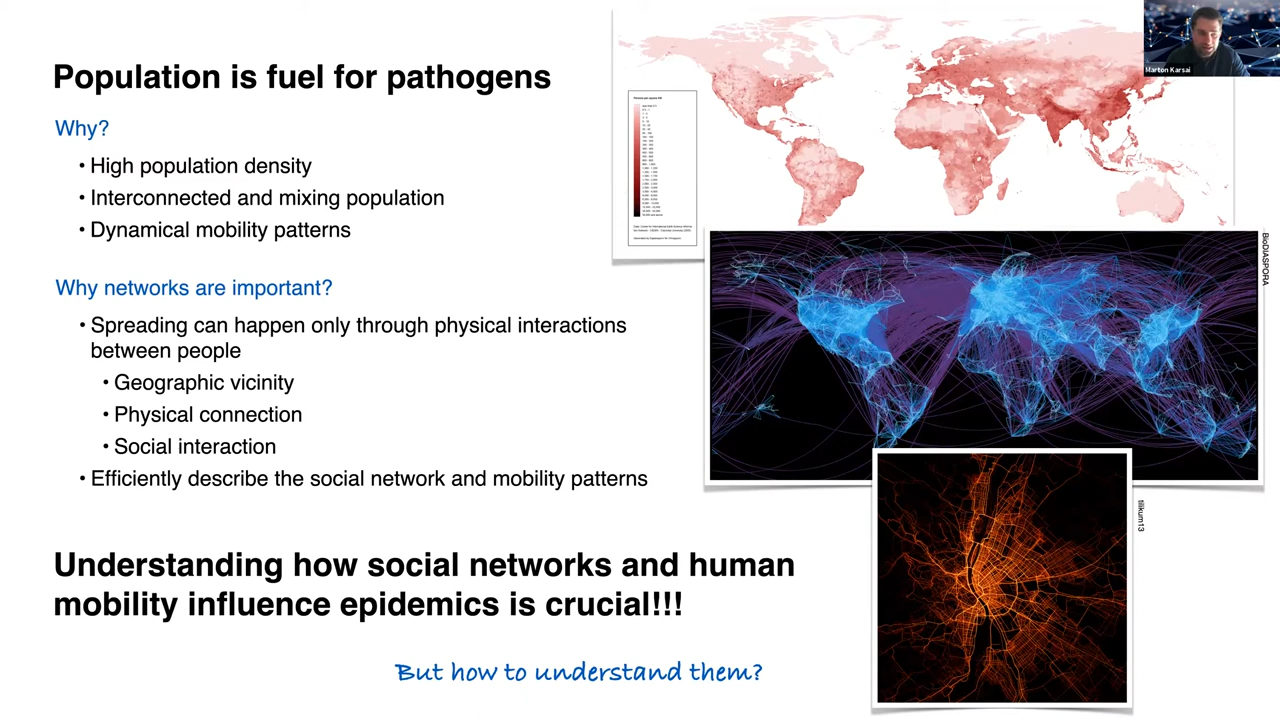 Population is fuel for pathogens
Why?
• High population density
• Interconnected and mixing population
• Dynamical mobility patterns
Why networks are important?
• Spreading can happen only through physical interactions
between people
• Geographic vicinity
• Physical connection
• Social interaction
• Efficiently describe the social network and mobility patterns
Understanding how social networks and human
mobility influence epidemics is crucial!!!
But how to understand them?
Marton Karsai
BioDIASPORA
tilikum13